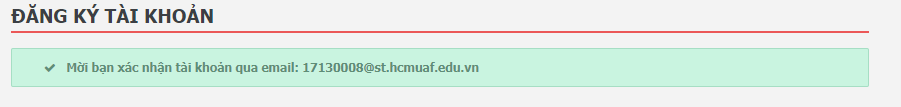 ĐĂNG KÝ TÀI KHOẢN
Mời bạn xác nhận tài khoản qua email: 17130008@st.hcmuaf.edu.vn